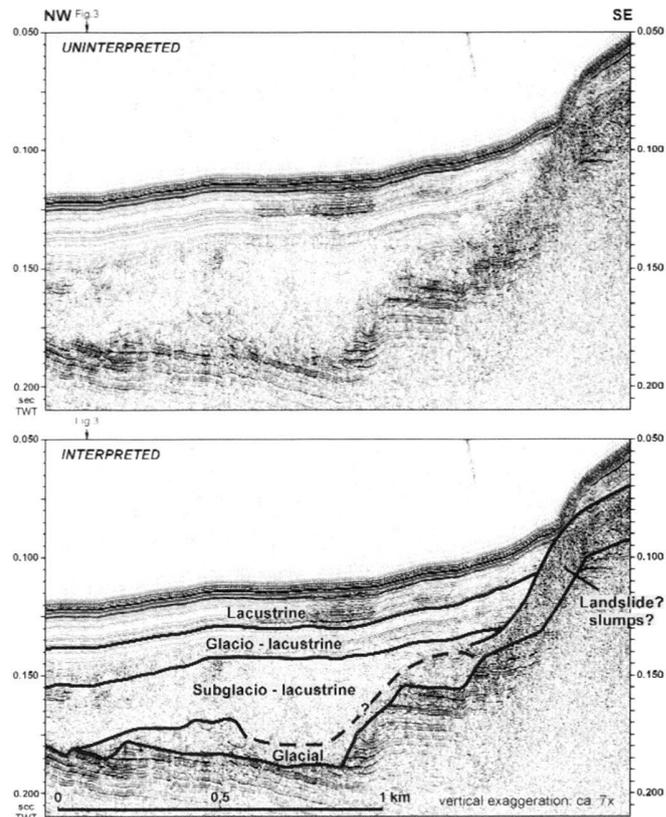 NW Fig.3 SE
0.050 UNINTERPRETED 0.050
0.100 0.100
0.150 0.150
0.200 0.200
sec
TWT
Fig.3
0.050 INTERPRETED 0.050
0.100 0.100
Landslide?
slumps?
Lacustrine
Glacio - lacustrine
0.150 0.150
Subglacio - lacustrine
?
Glacial
0.200 0 0.5 1 km vertical exaggeration: ca. 7x 0.200
sec
TWT